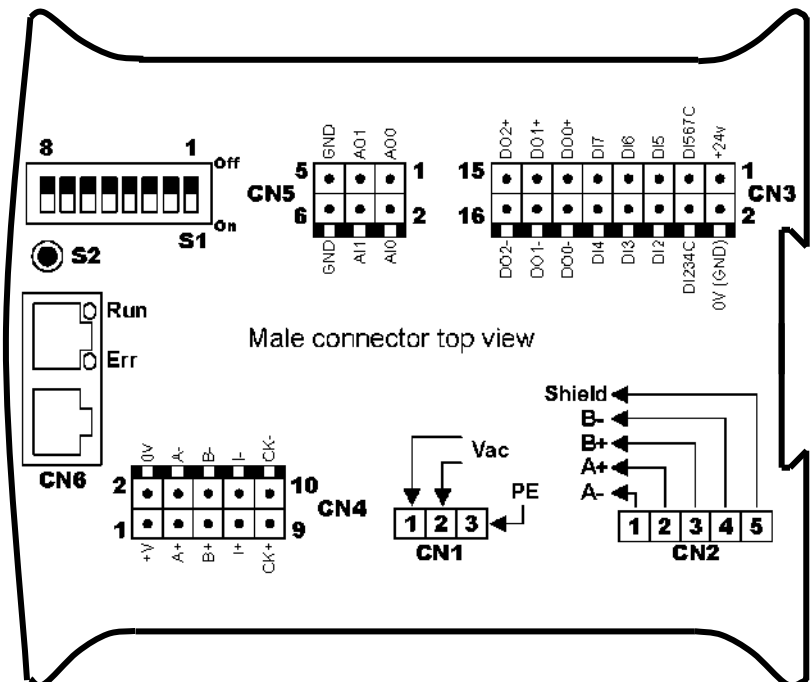 8 1
Off
On
S1
S2
GND AO1 AO0
5 1
CN5
6 2
GND AI1 AI0
DO2+ DO1+ DO0+ DI7 DI6 DI5 DI567C +24v
15 1
CN3
16 2
DO2- DO1- DO0- DI4 DI3 DI2 DI234C 0V (GND)
Run
Err
CN6
Male connector top view
0V A- B- I- CK-
2 10
CN4
1 9
+V A+ B+ I+ CK+
Vac
PE
1 2 3
CN1
Shield
B-
B+
A+
A-
1 2 3 4 5
CN2